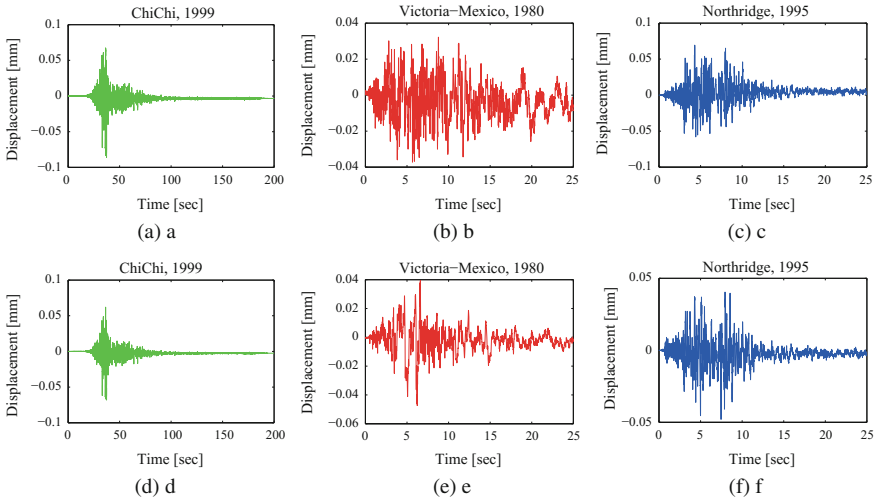 ChiChi, 1999
Displacement [mm]
0.1
0.05
0
−0.05
−0.1
0 50 100 150 200
Time [sec]
(a) a
Victoria−Mexico, 1980
Displacement [mm]
0.04
0.02
0
−0.02
−0.04
0 5 10 15 20 25
Time [sec]
(b) b
Northridge, 1995
Displacement [mm]
0.1
0.05
0
−0.05
−0.1
0 5 10 15 20 25
Time [sec]
(c) c
ChiChi, 1999
Displacement [mm]
0.1
0.05
0
−0.05
−0.1
0 50 100 150 200
Time [sec]
(d) d
Victoria−Mexico, 1980
Displacement [mm]
0.04
0.02
0
−0.02
−0.04
−0.06
0 5 10 15 20 25
Time [sec]
(e) e
Northridge, 1995
Displacement [mm]
0.05
0
−0.05
0 5 10 15 20 25
Time [sec]
(f) f